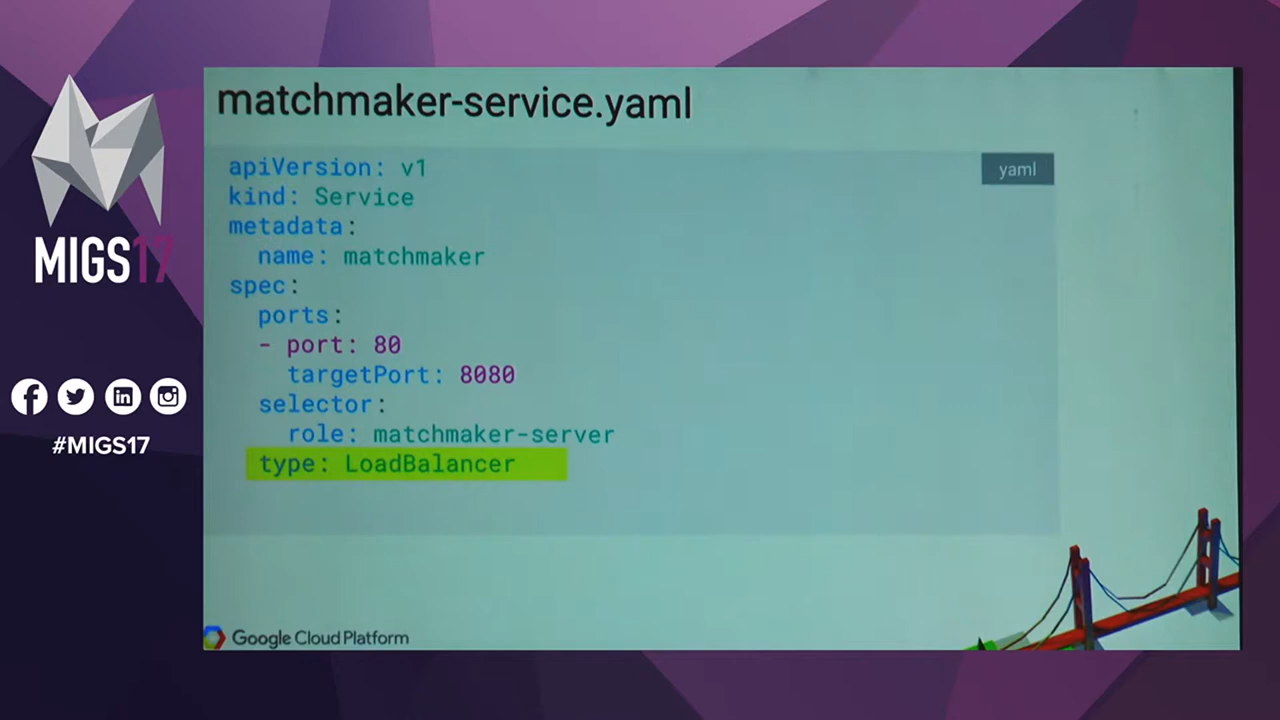 matchmaker-service.yaml
yaml
apiVersion: v1
kind: Service
metadata:
name: matchmaker
spec:
ports:
- port: 80
targetPort: 8080
selector:
role: matchmaker-server
type: LoadBalancer
Google Cloud Platform
MIGS17
#MIGS17